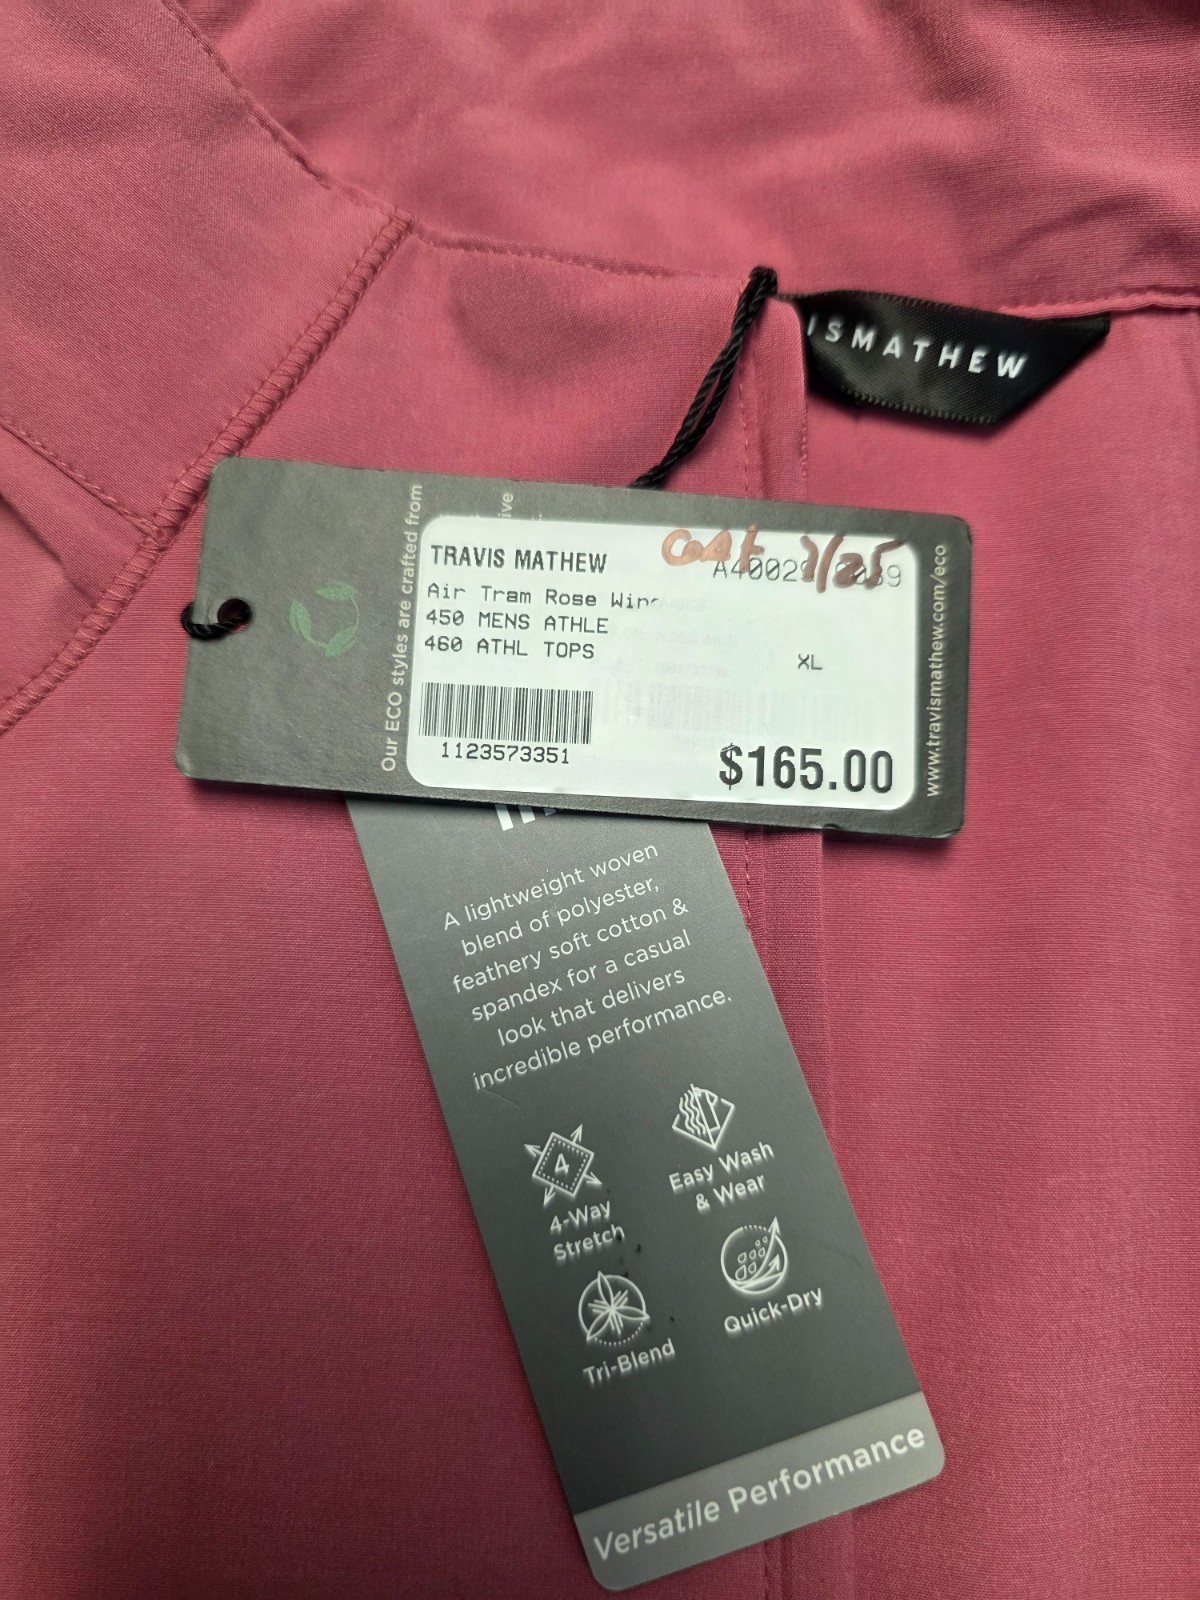 ISMATHEW
Our ECO styles are crafted from
ive
TRAVIS MATHEW
Air Tram Rose Wine
450 MENS ATHLE
460 ATHL TOPS
XL
1123573351
$165.00
www.travismathew.com/eco
A lightweight woven
blend of polyester,
feathery soft cotton &
spandex for a casual
look that delivers
incredible performance.
4
4-Way
Stretch
Easy Wash
& Wear
Tri-Blend
Quick-Dry
Versatile Performance